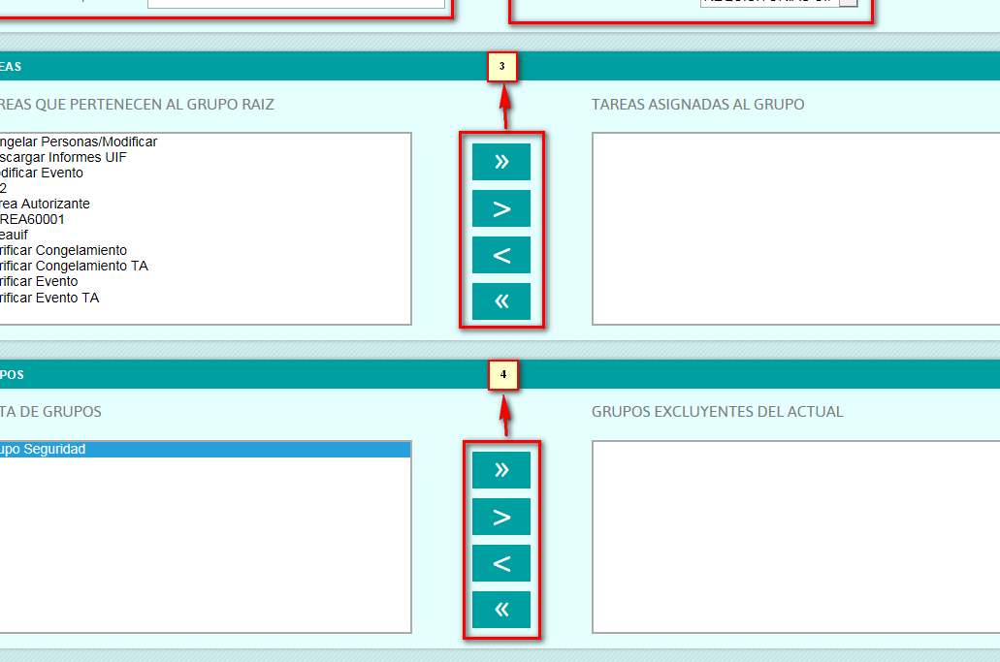 EAS
3
REAS QUE PERTENECEN AL GRUPO RAIZ
TAREAS ASIGNADAS AL GRUPO
ngelar Personas/Modificar
scargar Informes UIF
dificar Evento
2
rea Autorizante
REA60001
eauif
rificar Congelamiento
rificar Congelamiento TA
rificar Evento
rificar Evento TA
»
>
<
«
POS
4
TA DE GRUPOS
GRUPOS EXCLUYENTES DEL ACTUAL
upo Seguridad
»
>
<
«